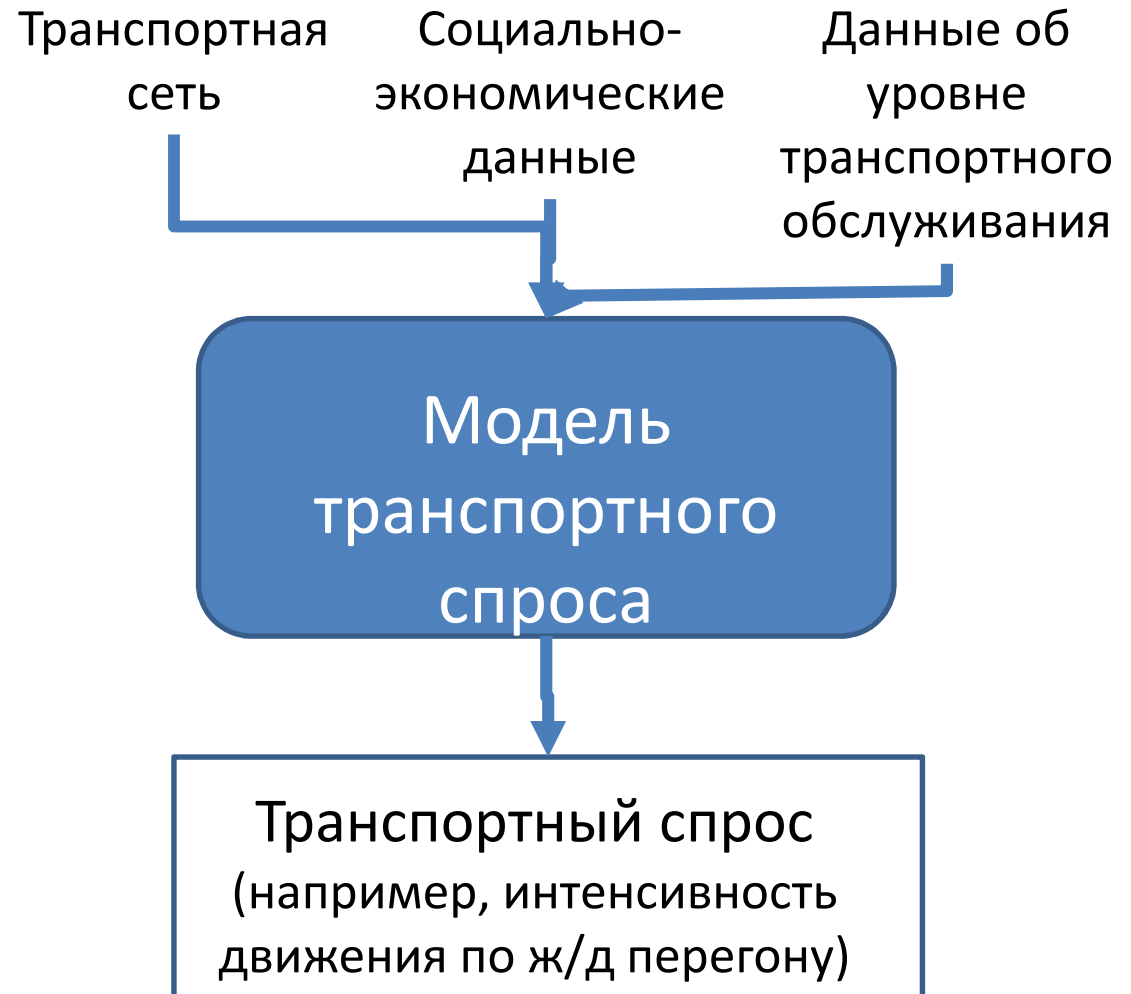 Транспортная
сеть
Социально-
экономические
данные
Данные об
уровне
транспортного
обслуживания
Модель
транспортного
спроса
Транспортный спрос
(например, интенсивность
движения по ж/д перегону)